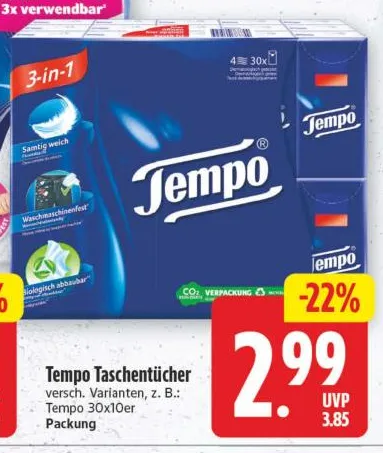 3x verwendbar
3-in-1
4 30x
Samtig weich
Waschmaschinenfest
Biologisch abbaubar
Tempo®
Tempo
Tempo
CO₂ VERPACKUNG
%
-22%
Tempo Taschentücher
versch. Varianten, z. B.:
Tempo 30x10er
Packung
2.99
UVP
3.85